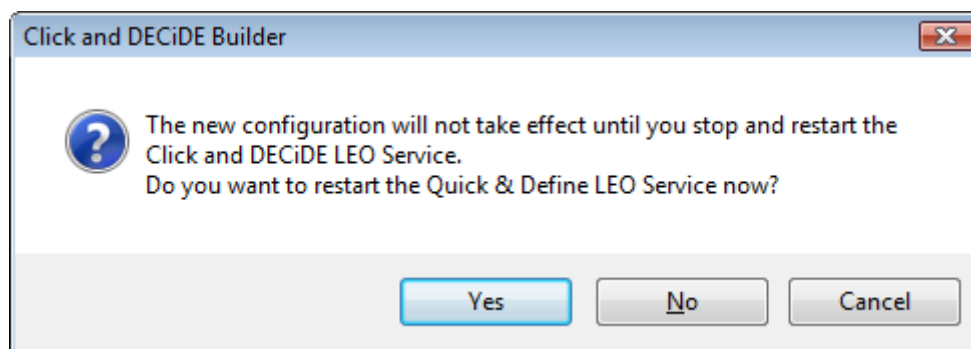 Click and DECiDE Builder
The new configuration will not take effect until you stop and restart the
Click and DECiDE LEO Service.
Do you want to restart the Quick & Define LEO Service now?
Yes
No
Cancel